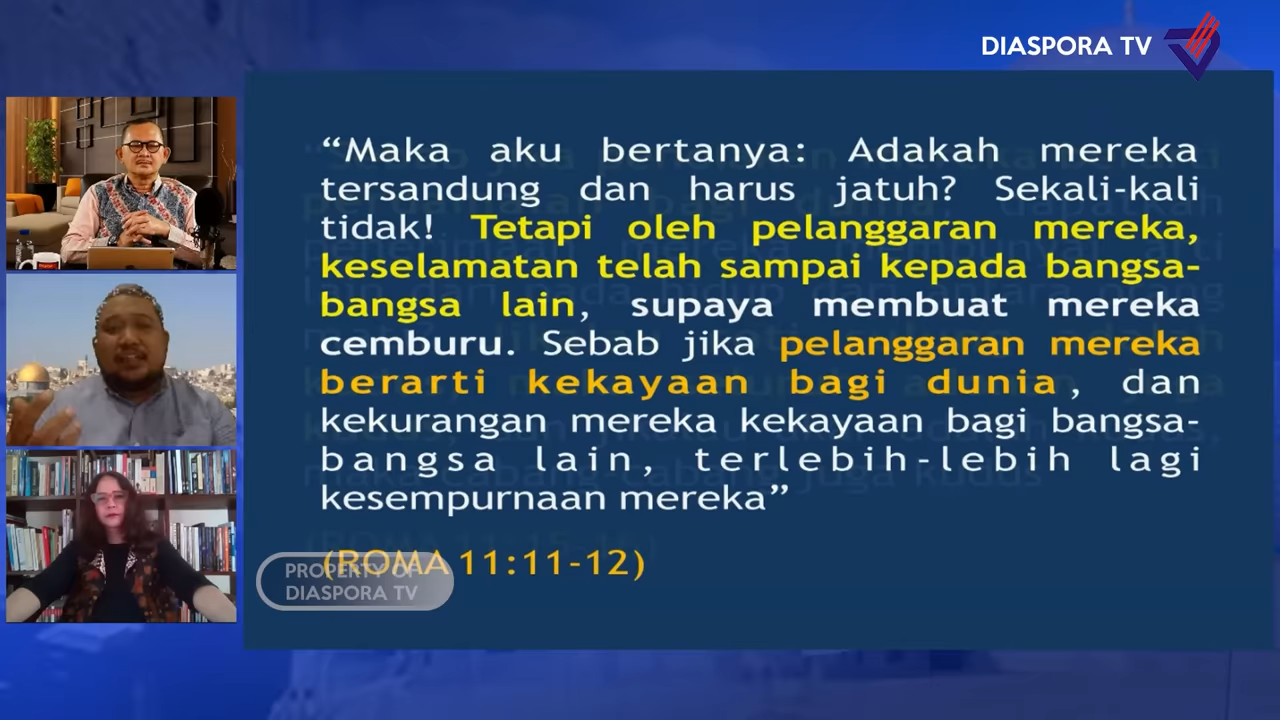 DIASPORA TV
“Maka aku bertanya: Adakah mereka
tersandung dan harus jatuh? Sekali-kali
tidak! Tetapi oleh pelanggaran mereka,
keselamatan telah sampai kepada bangsa-
bangsa lain, supaya membuat mereka
cemburu. Sebab jika pelanggaran mereka
berarti kekayaan bagi dunia, dan
kekurangan mereka kekayaan bagi bangsa-
bangsa lain, terlebih-lebih lagi
kesempurnaan mereka”
(ROMA 11:11-12)
PROPERTY OF
DIASPORA TV